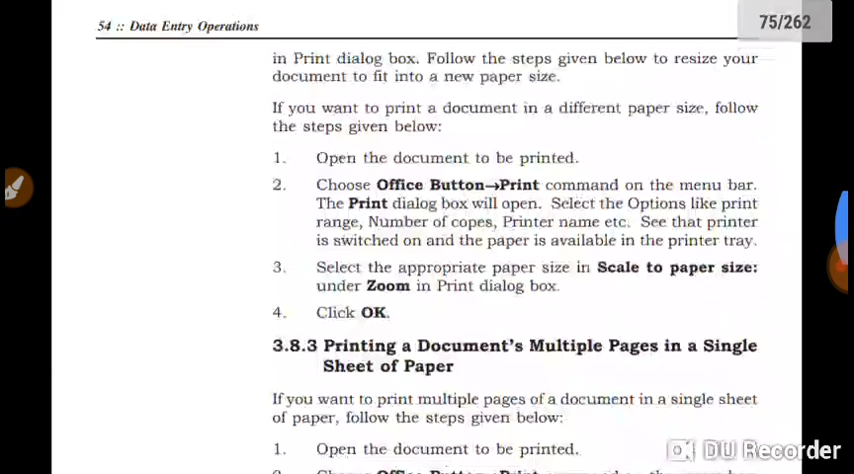 54 :: Data Entry Operations
75/262
in Print dialog box. Follow the steps given below to resize your
document to fit into a new paper size.
If you want to print a document in a different paper size, follow
the steps given below:
1. Open the document to be printed.
2. Choose Office Button→Print command on the menu bar.
The Print dialog box will open. Select the Options like print
range, Number of copes, Printer name etc. See that printer
is switched on and the paper is available in the printer tray.
3. Select the appropriate paper size in Scale to paper size:
under Zoom in Print dialog box.
4. Click OK.
3.8.3 Printing a Document's Multiple Pages in a Single
Sheet of Paper
If you want to print multiple pages of a document in a single sheet
of paper, follow the steps given below:
1. Open the document to be printed.
DU Recorder